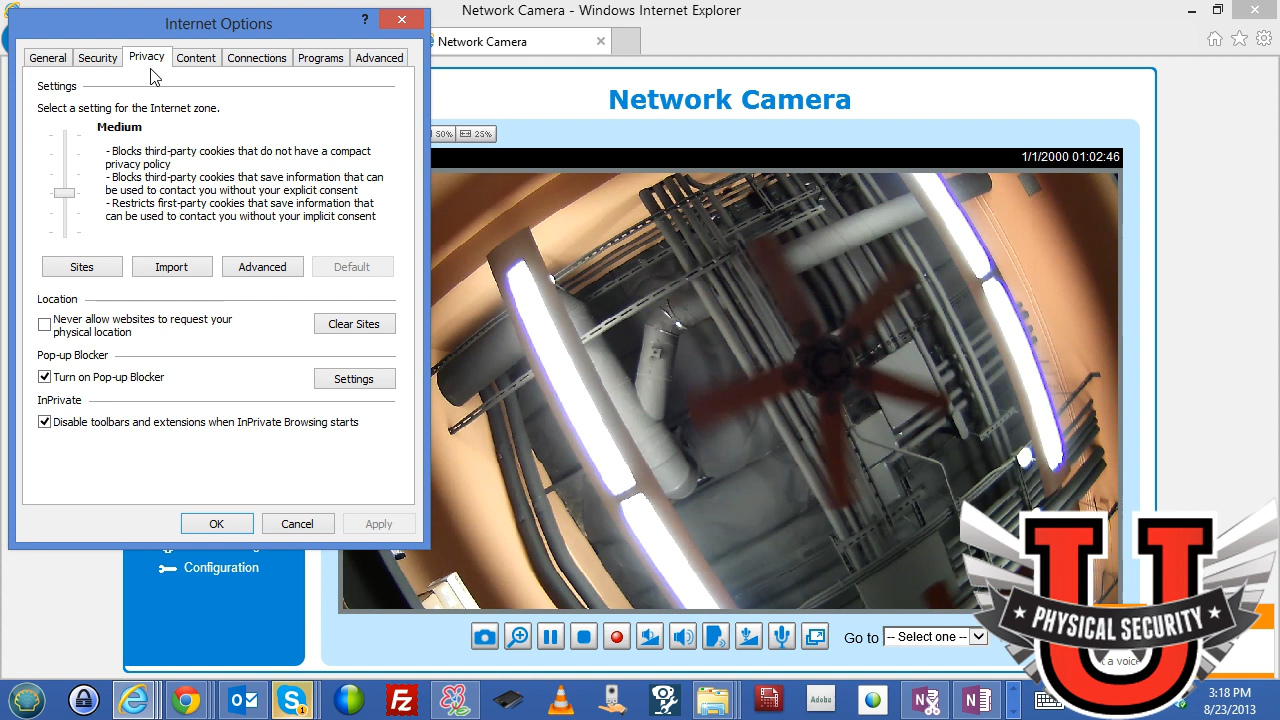 Network Camera - Windows Internet Explorer
Internet Options
?
Network Camera
General Security Privacy Content Connections Programs Advanced
Settings
Select a setting for the Internet zone.
Medium
- Blocks third-party cookies that do not have a compact
privacy policy
- Blocks third-party cookies that save information that can
be used to contact you without your explicit consent
- Restricts first-party cookies that save information that
can be used to contact you without your implicit consent
Sites Import Advanced Default
Location
Never allow websites to request your
physical location
Clear Sites
Pop-up Blocker
Turn on Pop-up Blocker
Settings
InPrivate
Disable toolbars and extensions when InPrivate Browsing starts
OK Cancel Apply
Network Camera
50% 25%
1/1/2000 01:02:46
Configuration
Go to -- Select one --
U
PHYSICAL SECURITY
t a voice
Adobe
3:18 PM
8/23/2013